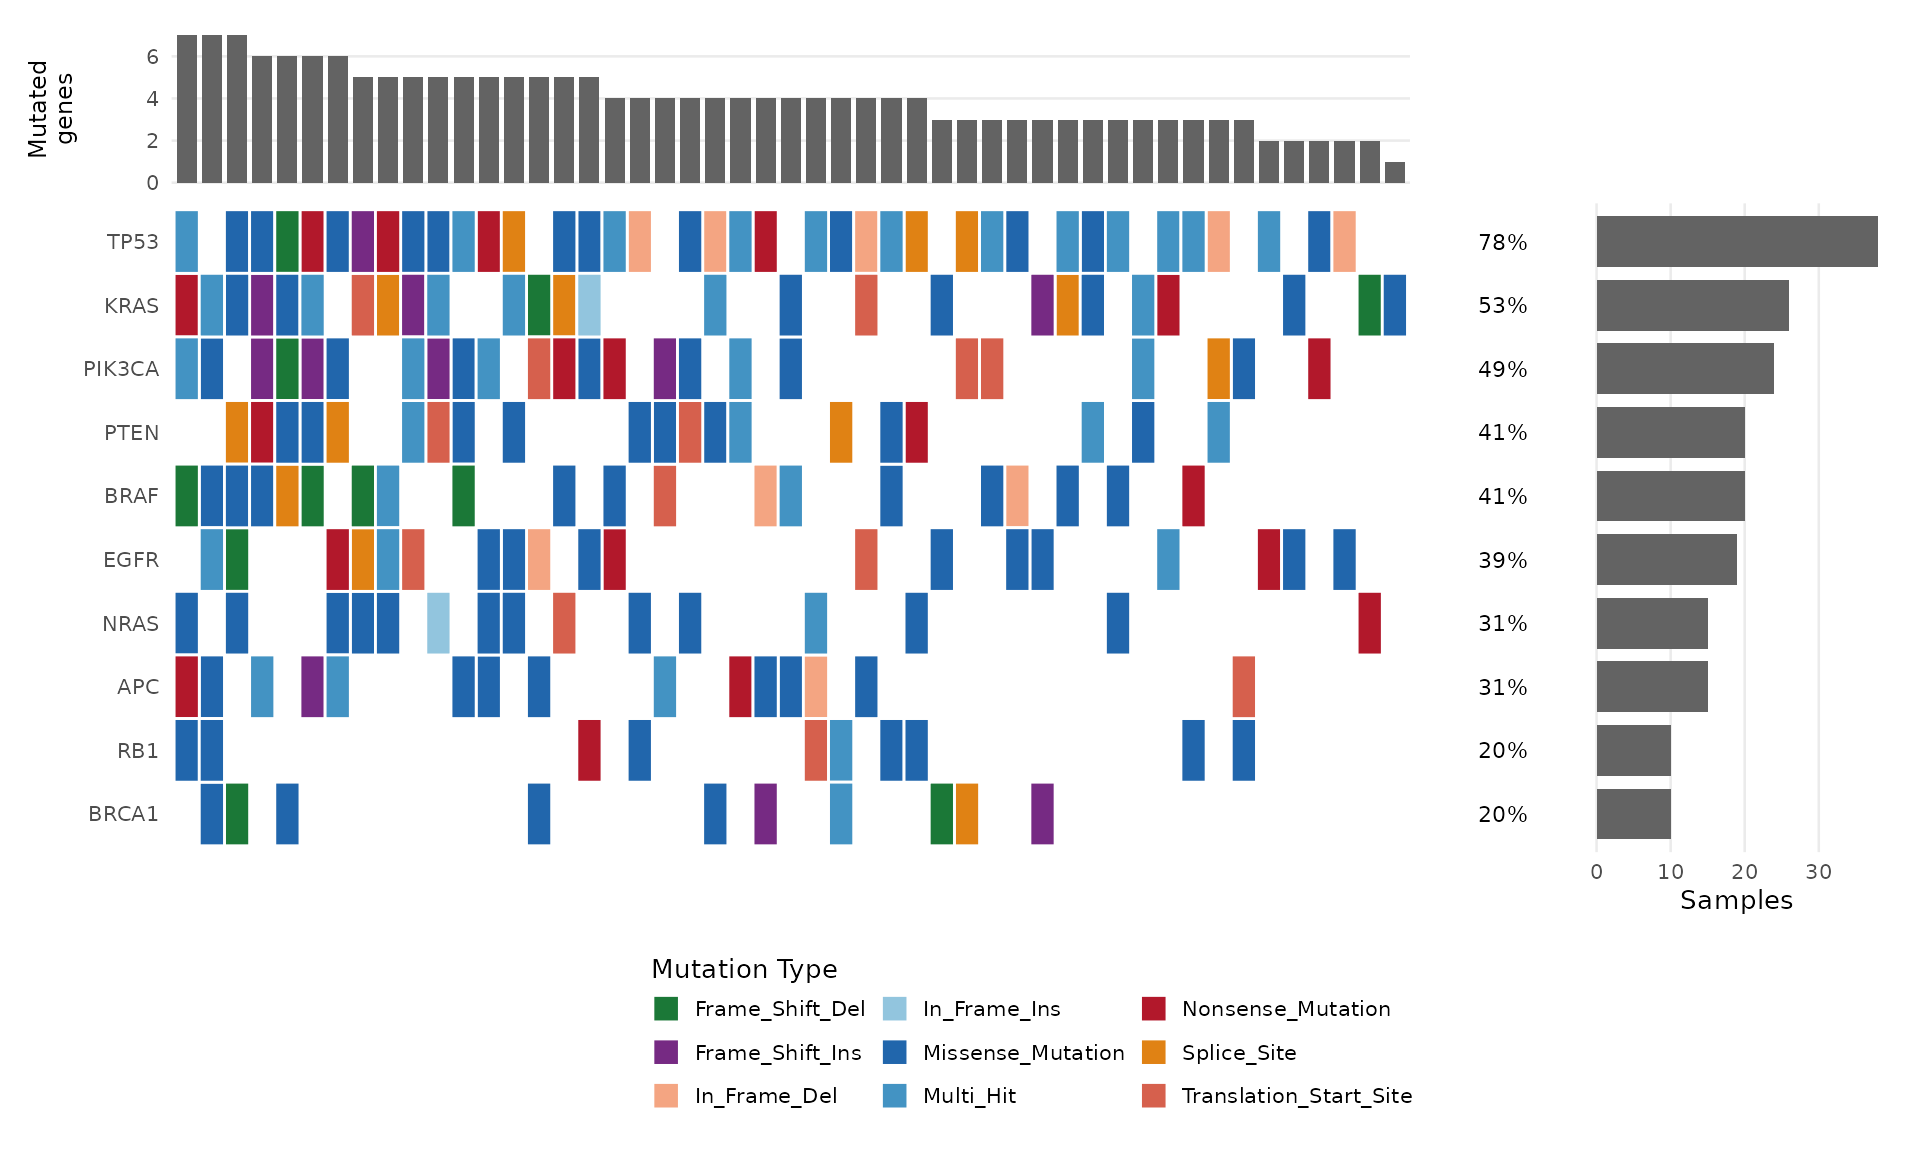 Mutated
genes
6
4
2
0
TP53 78%
KRAS 53%
PIK3CA 49%
PTEN 41%
BRAF 41%
EGFR 39%
NRAS 31%
APC 31%
RB1 20%
BRCA1 20%
0 10 20 30
Samples
Mutation Type
Frame_Shift_Del In_Frame_Ins Nonsense_Mutation
Frame_Shift_Ins Missense_Mutation Splice_Site
In_Frame_Del Multi_Hit Translation_Start_Site